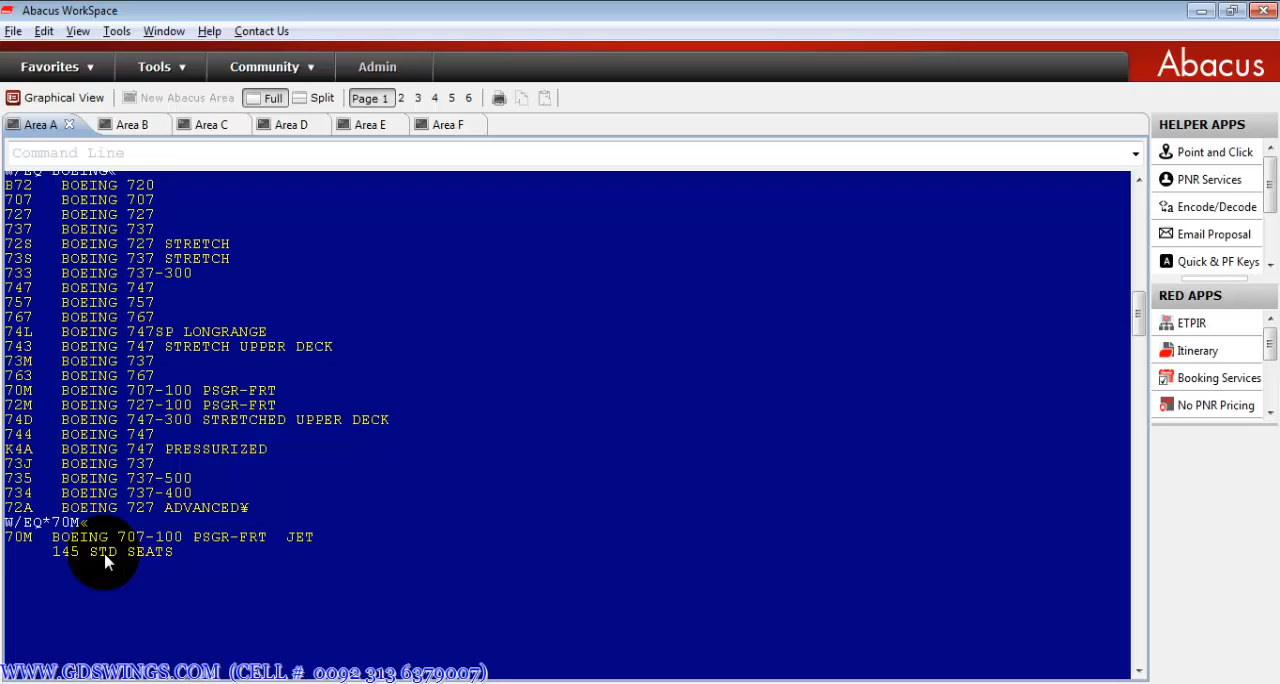 Abacus WorkSpace
File Edit View Tools Window Help Contact Us
Favorites Tools Community Admin
Abacus
Graphical View New Abacus Area Full Split Page 1 2 3 4 5 6
Area A Area B Area C Area D Area E Area F
Command Line
W/EQ-BOEING«
B72 BOEING 720
707 BOEING 707
727 BOEING 727
737 BOEING 737
72S BOEING 727 STRETCH
73S BOEING 737 STRETCH
733 BOEING 737-300
747 BOEING 747
757 BOEING 757
767 BOEING 767
74L BOEING 747SP LONGRANGE
743 BOEING 747 STRETCH UPPER DECK
73M BOEING 737
763 BOEING 767
70M BOEING 707-100 PSGR-FRT
72M BOEING 727-100 PSGR-FRT
74D BOEING 747-300 STRETCHED UPPER DECK
744 BOEING 747
K4A BOEING 747 PRESSURIZED
73J BOEING 737
735 BOEING 737-500
734 BOEING 737-400
72A BOEING 727 ADVANCED¥
W/EQ*70M«
70M BOEING 707-100 PSGR-FRT JET
145 STD SEATS
HELPER APPS
Point and Click
PNR Services
Encode/Decode
Email Proposal
Quick & PF Keys
RED APPS
ETPIR
Itinerary
Booking Services
No PNR Pricing
WWW.GDSWINGS.COM (CELL # 0092 313 6379007)